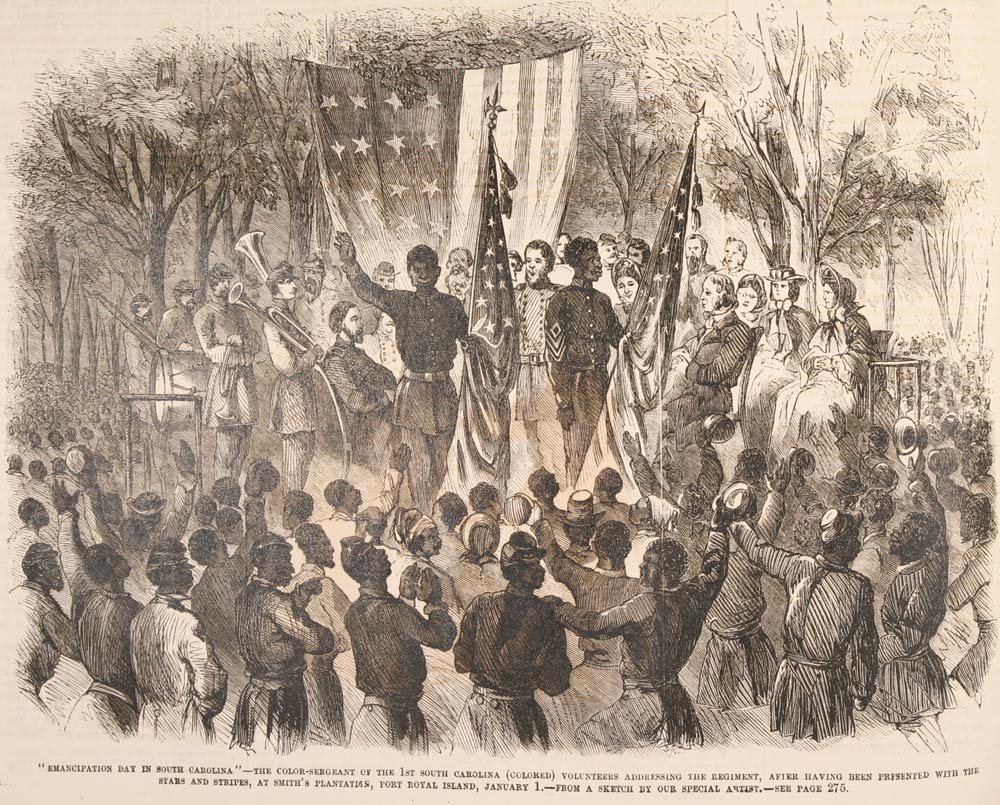 "EMANCIPATION DAY IN SOUTH CAROLINA"—THE COLOR-SERGEANT OF THE 1ST SOUTH CAROLINA (COLORED) VOLUNTEERS ADDRESSING THE REGIMENT, AFTER HAVING BEEN PRESENTED WITH THE
STARS AND STRIPES, AT SMITH'S PLANTATION, PORT ROYAL ISLAND, JANUARY 1.—FROM A SKETCH BY OUR SPECIAL ARTIST.—SEE PAGE 275.